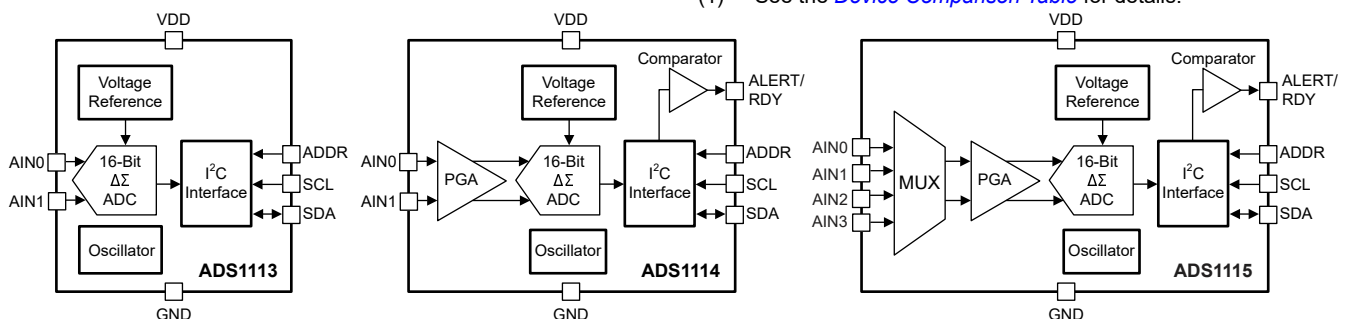 (1) See the Device Comparison Table for details.
VDD
Voltage
Reference
AIN0
AIN1
16-Bit
ΔΣ
ADC
I²C
Interface
ADDR
SCL
SDA
Oscillator
ADS1113
GND
VDD
Comparator
ALERT/
RDY
Voltage
Reference
AIN0
AIN1
PGA
16-Bit
ΔΣ
ADC
I²C
Interface
ADDR
SCL
SDA
Oscillator
ADS1114
GND
VDD
Comparator
ALERT/
RDY
Voltage
Reference
AIN0
AIN1
AIN2
AIN3
MUX
PGA
16-Bit
ΔΣ
ADC
I²C
Interface
ADDR
SCL
SDA
Oscillator
ADS1115
GND